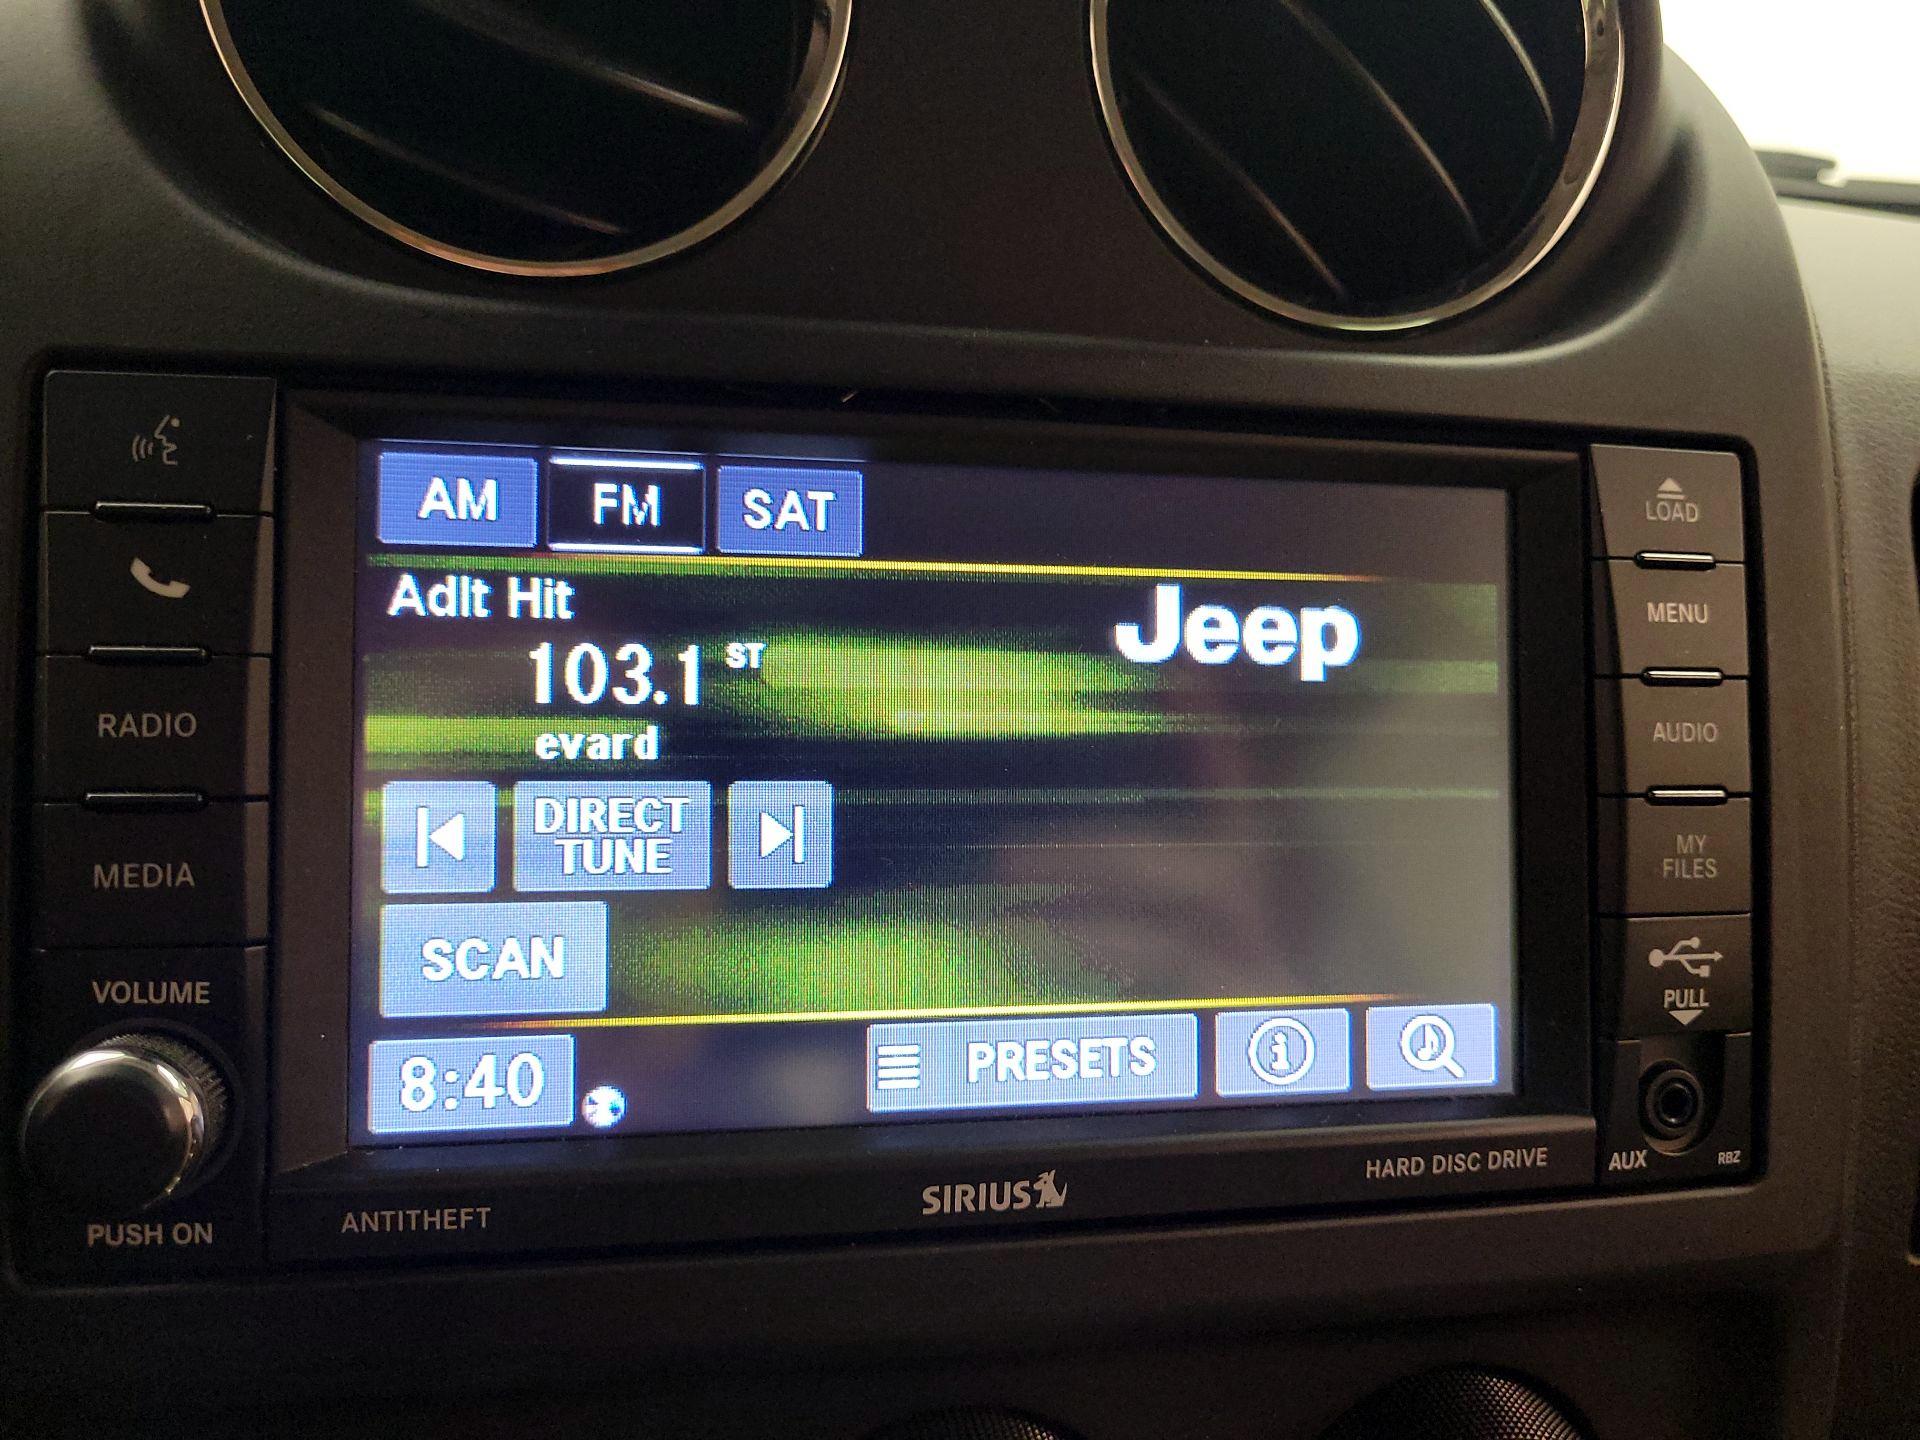 AM FM SAT
Adlt Hit
Jeep
103.1 ST
evard
DIRECT
TUNE
SCAN
8:40
PRESETS
i
RADIO
MEDIA
VOLUME
PUSH ON
LOAD
MENU
AUDIO
MY
FILES
PULL
AUX
RBZ
ANTITHEFT
SIRIUS
HARD DISC DRIVE